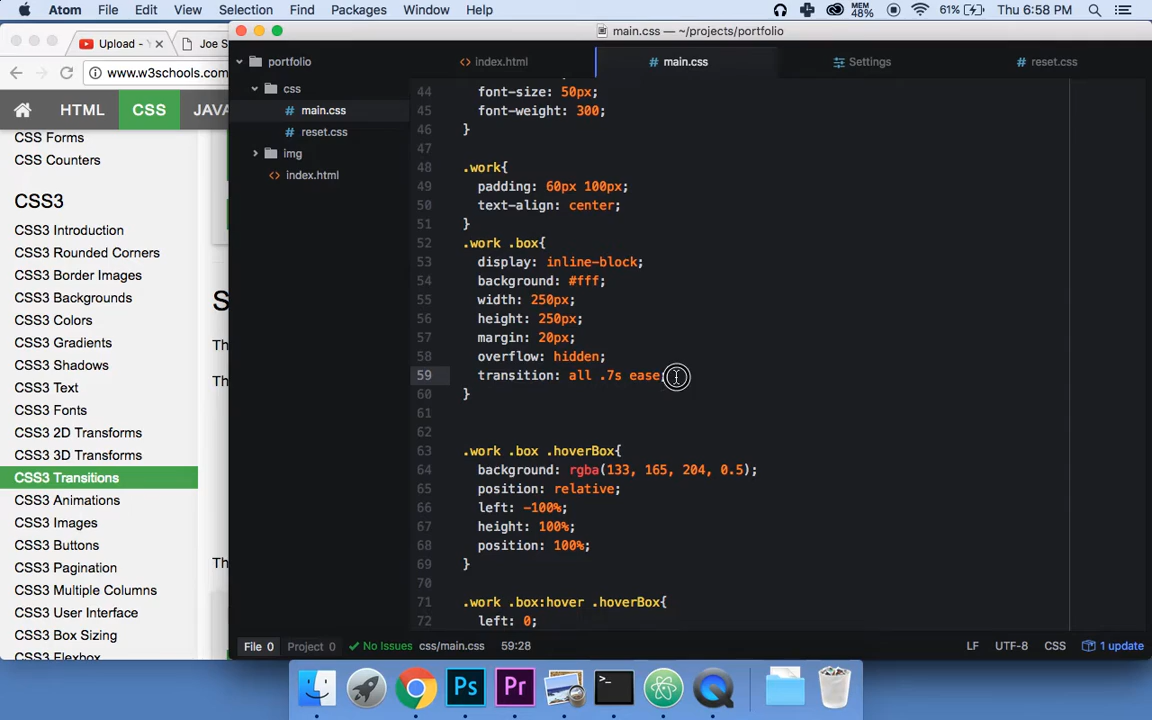 Atom File Edit View Selection Find Packages Window Help
MEM 48% 61% Thu 6:58 PM
main.css — ~/projects/portfolio
Upload - Joe S
www.w3schools.com
HTML CSS JAVA
CSS Forms
CSS Counters
CSS3
CSS3 Introduction
CSS3 Rounded Corners
CSS3 Border Images
CSS3 Backgrounds
CSS3 Colors
CSS3 Gradients
CSS3 Shadows
CSS3 Text
CSS3 Fonts
CSS3 2D Transforms
CSS3 3D Transforms
CSS3 Transitions
CSS3 Animations
CSS3 Images
CSS3 Buttons
CSS3 Pagination
CSS3 Multiple Columns
CSS3 User Interface
CSS3 Box Sizing
CSS3 Flexbox
S
Th
Th
Th
portfolio
css
main.css
reset.css
img
index.html
index.html main.css Settings reset.css
44 font-size: 50px;
45 font-weight: 300;
46 }
47
48 .work{
49 padding: 60px 100px;
50 text-align: center;
51 }
52 .work .box{
53 display: inline-block;
54 background: #fff;
55 width: 250px;
56 height: 250px;
57 margin: 20px;
58 overflow: hidden;
59 transition: all .7s ease;
60 }
61
62
63 .work .box .hoverBox{
64 background: rgba(133, 165, 204, 0.5);
65 position: relative;
66 left: -100%;
67 height: 100%;
68 position: 100%;
69 }
70
71 .work .box:hover .hoverBox{
72 left: 0;
File 0 Project 0 No Issues css/main.css 59:28 LF UTF-8 CSS 1 update
Ps Pr >_